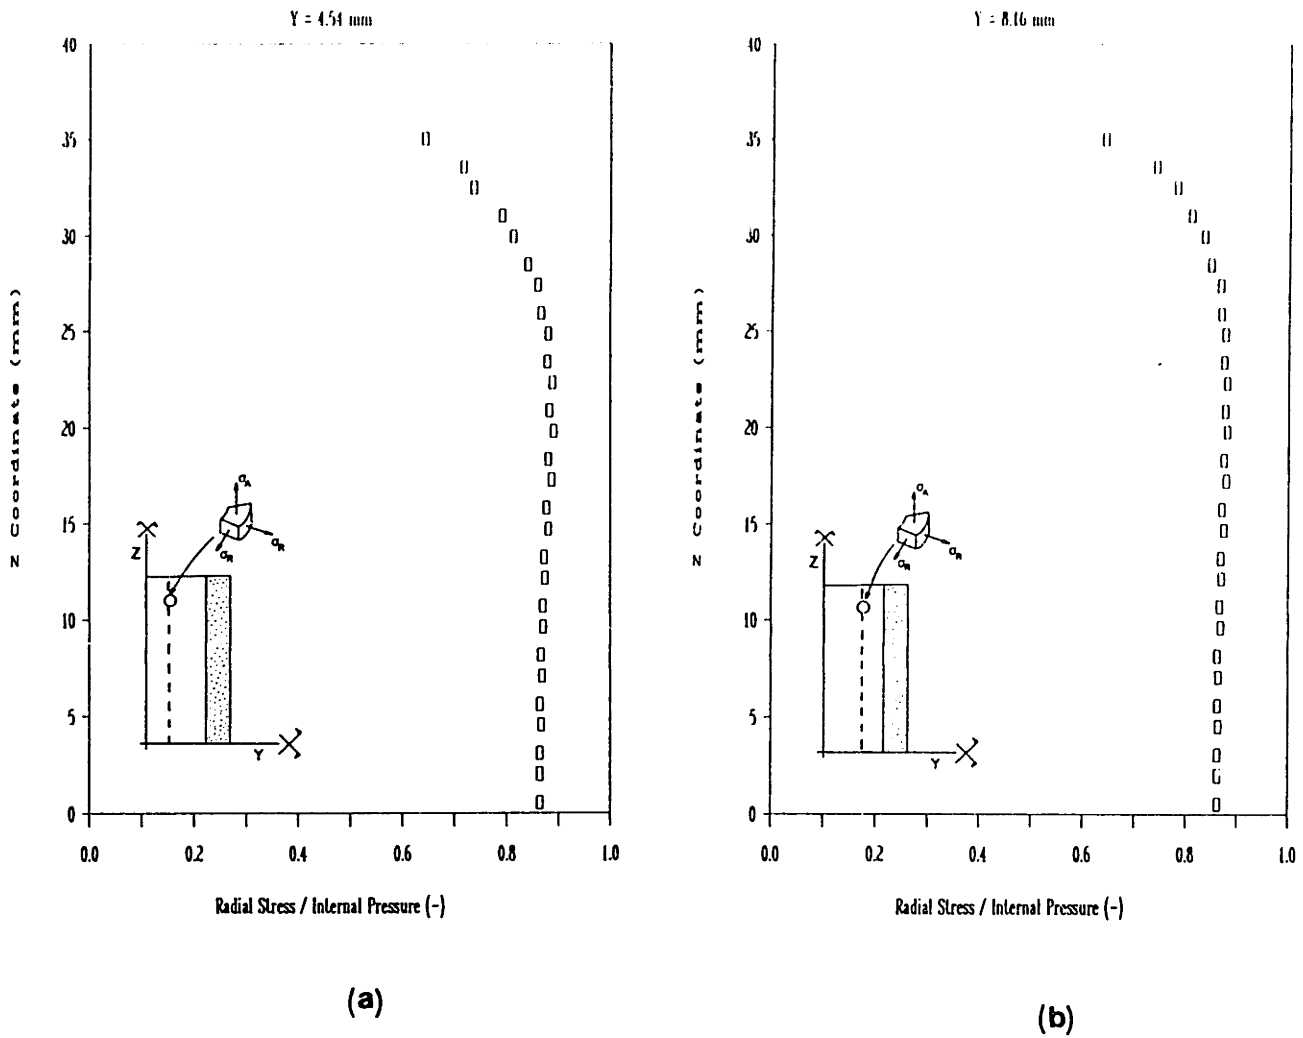 Y = 4.54 mm
40
35
30
25
20
15
10
5
0
Z Coordinate (mm)
σA
σR
σR
Z
Y
0.0 0.2 0.4 0.6 0.8 1.0
Radial Stress / Internal Pressure (-)
(a)
Y = 8.16 mm
40
35
30
25
20
15
10
5
0
Z Coordinate (mm)
σA
σR
σR
Z
Y
0.0 0.2 0.4 0.6 0.8 1.0
Radial Stress / Internal Pressure (-)
(b)